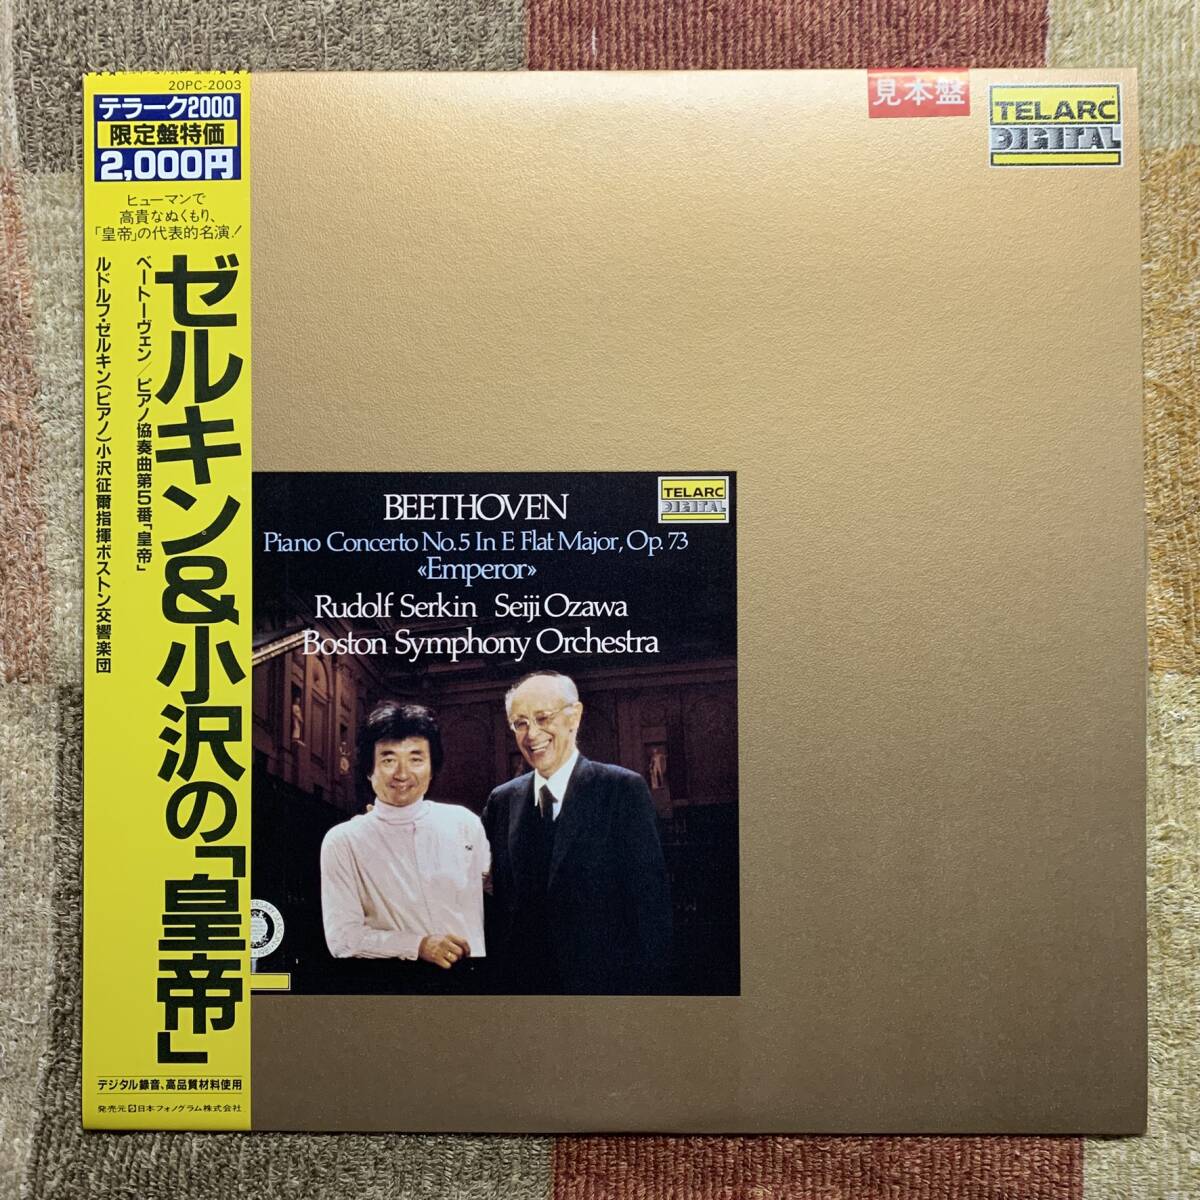 20PC-2003
テラーク2000
限定盤特価
2,000円
ヒューマンで
高貴なぬくもり、
「皇帝」の代表的名演!
ゼルキン&小沢の「皇帝」
ベートーヴェン/ピアノ協奏曲第5番「皇帝」
ルドルフ・ゼルキン(ピアノ)小沢征爾指揮ボストン交響楽団
デジタル録音、高品質材料使用
発売元 日本フォノグラム株式会社
見本盤
TELARC
DIGITAL
BEETHOVEN
TELARC
DIGITAL
Piano Concerto No.5 In E Flat Major, Op. 73
«Emperor»
Rudolf Serkin Seiji Ozawa
Boston Symphony Orchestra